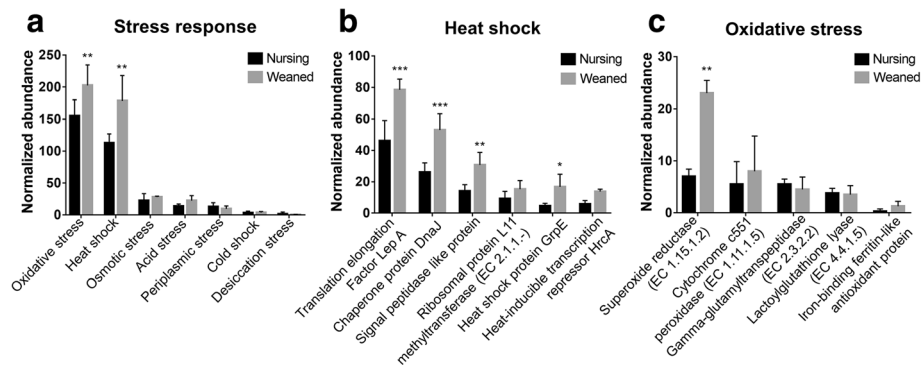 a
Stress response
Normalized abundance
250
200
150
100
50
0
**
**
Nursing
Weaned
Oxidative stress
Heat shock
Osmotic stress
Acid stress
Periplasmic stress
Cold shock
Desiccation stress
b
Heat shock
Normalized abundance
100
80
60
40
20
0
***
***
**
*
Nursing
Weaned
Translation elongation
Factor Lep A
Chaperone protein DnaJ
Signal peptidase like protein
Ribosomal protein L11
methyltransferase (EC 2.1.1.-)
Heat shock protein GrpE
Heat-inducible transcription
repressor HrcA
c
Oxidative stress
Normalized abundance
30
20
10
0
**
Nursing
Weaned
Superoxide reductase
(EC 1.15.1.2)
Cytochrome c551
peroxidase (EC 1.11.1.5)
Gamma-glutamyltranspeptidase
(EC 2.3.2.2)
Lactoylglutathione lyase
(EC 4.4.1.5)
Iron-binding ferritin-like
antioxidant protein